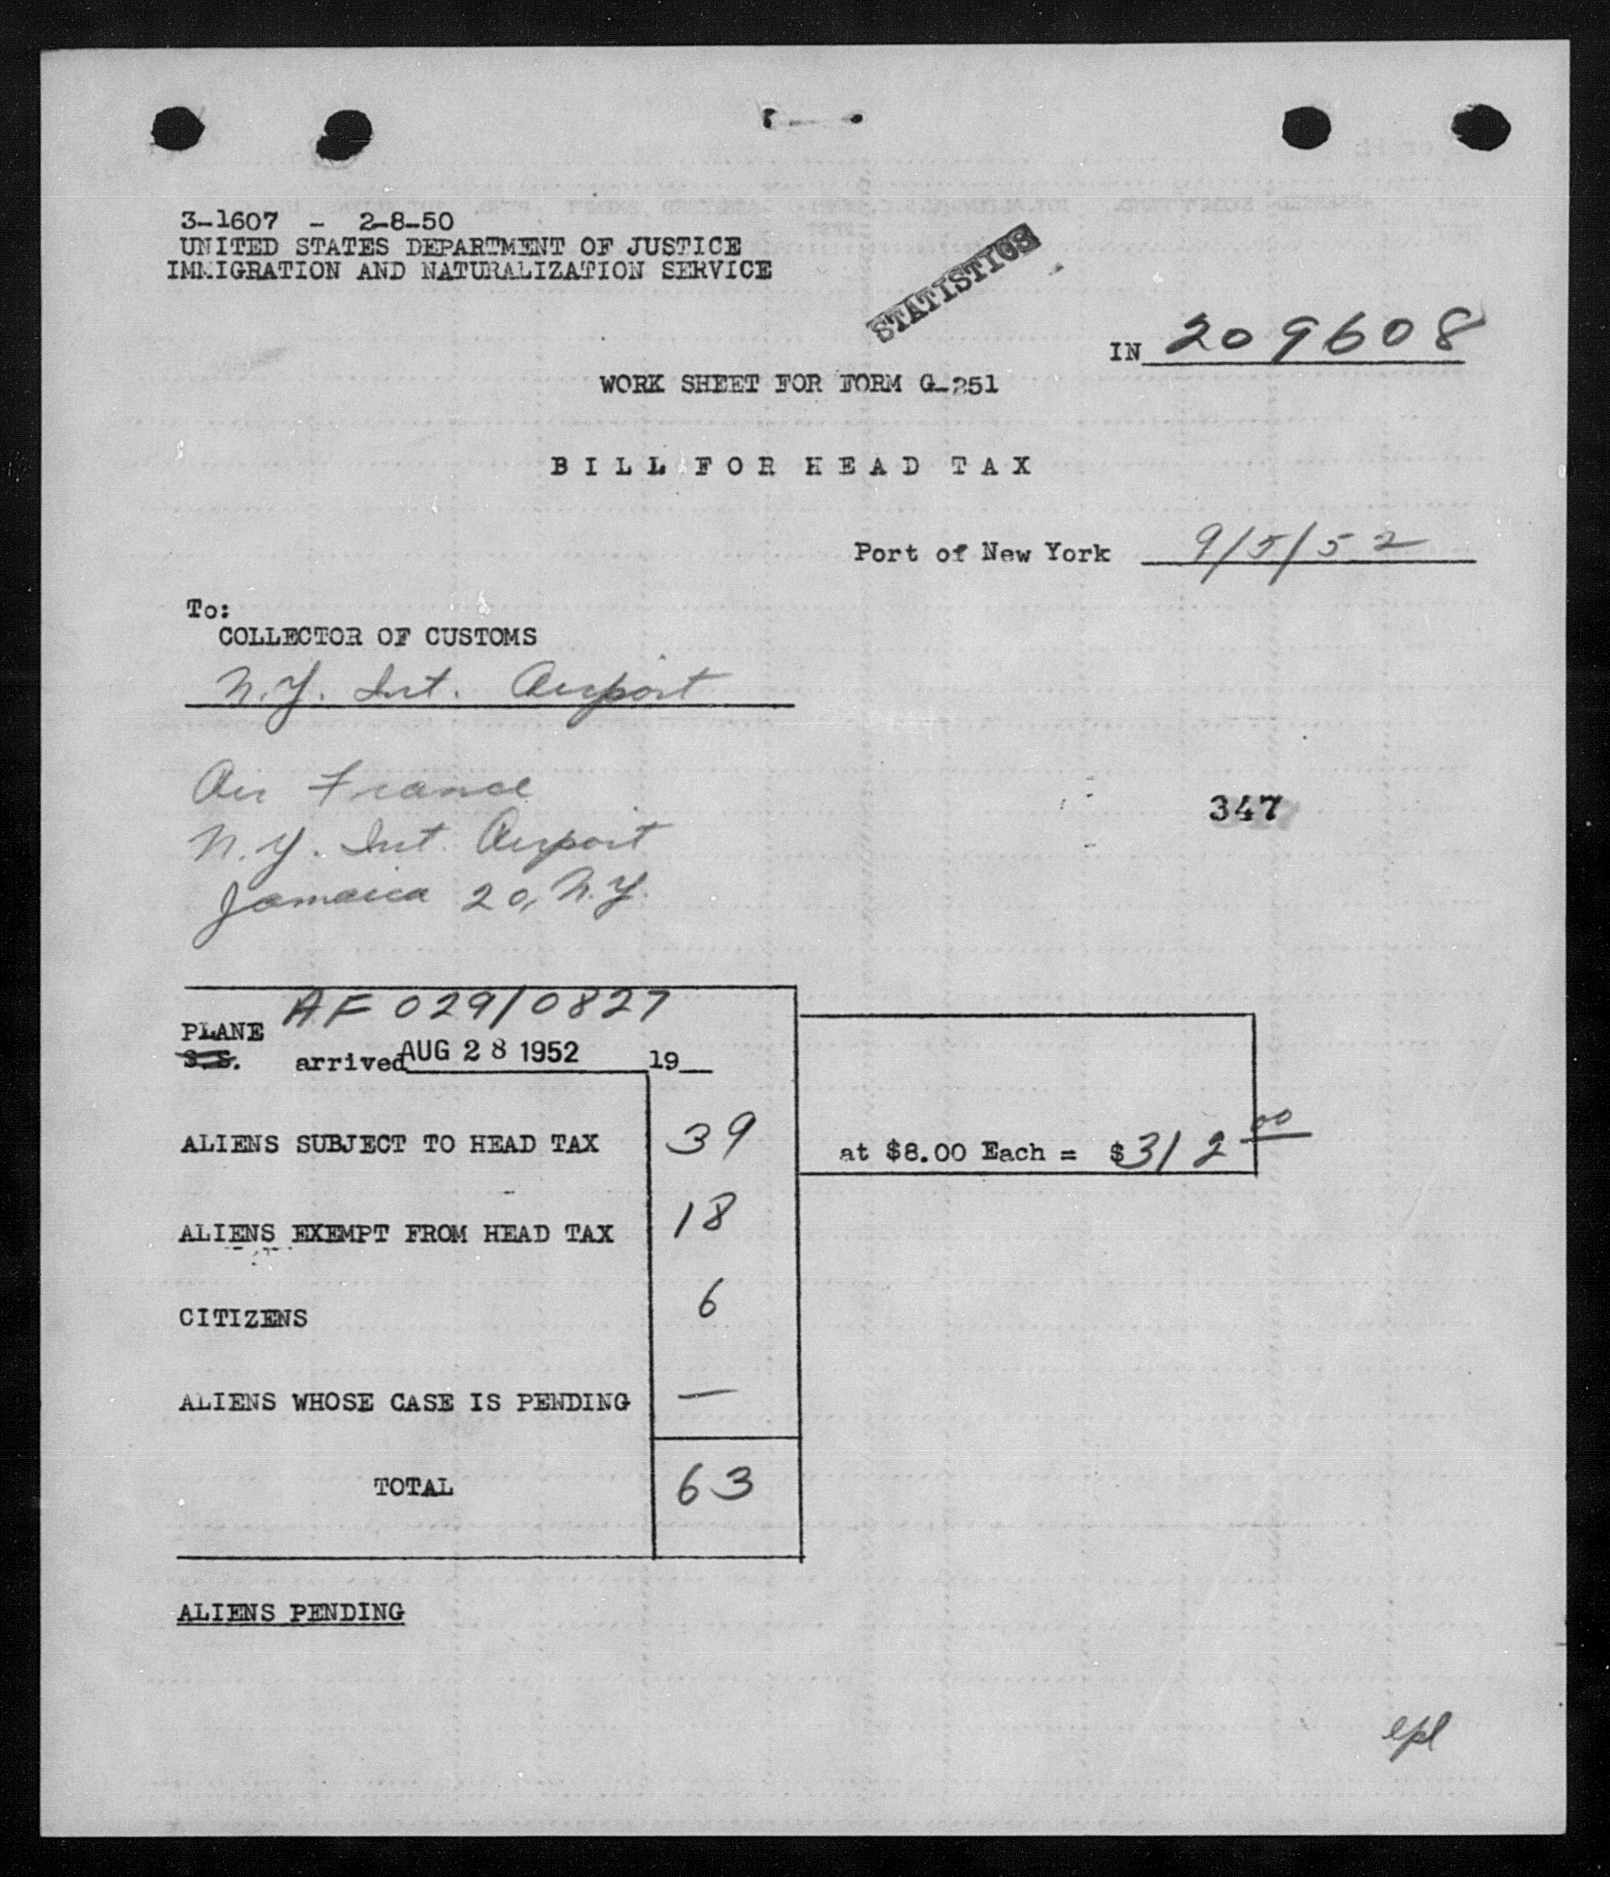 3-1607 - 2-8-50
UNITED STATES DEPARTMENT OF JUSTICE
IMMIGRATION AND NATURALIZATION SERVICE
STATISTICS
IN 209608
WORK SHEET FOR FORM G-251
BILL FOR HEAD TAX
Port of New York 9/5/52
To:
COLLECTOR OF CUSTOMS
N.Y. Int. Airport
Air France
347
N.Y. Int. Airport
Jamaica 20, N.Y.
AF 029/0827
PLANE
S.S. arrived AUG 28 1952 19__
ALIENS SUBJECT TO HEAD TAX 39 at $8.00 Each = $312 00
ALIENS EXEMPT FROM HEAD TAX 18
CITIZENS 6
ALIENS WHOSE CASE IS PENDING —
TOTAL 63
ALIENS PENDING
epl